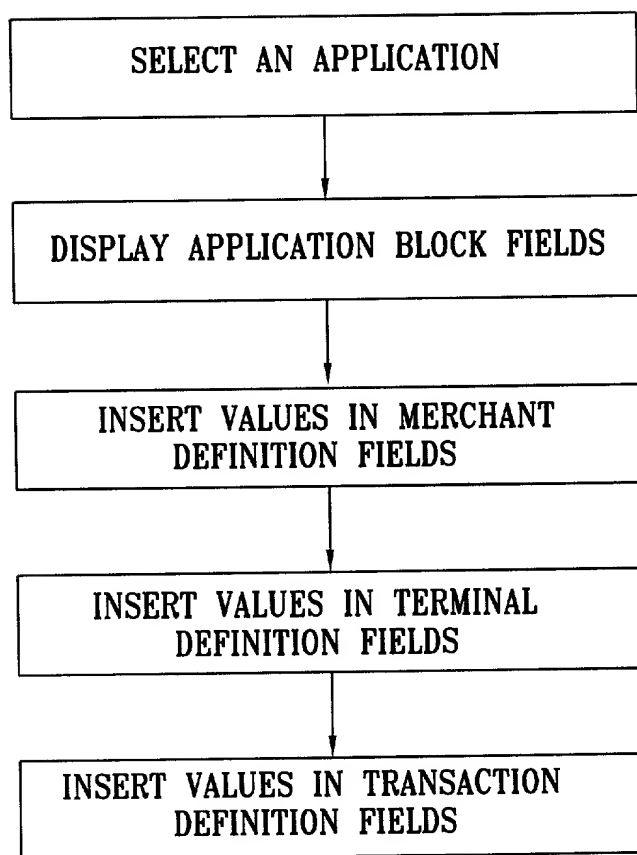 SELECT AN APPLICATION
DISPLAY APPLICATION BLOCK FIELDS
INSERT VALUES IN MERCHANT
DEFINITION FIELDS
INSERT VALUES IN TERMINAL
DEFINITION FIELDS
INSERT VALUES IN TRANSACTION
DEFINITION FIELDS